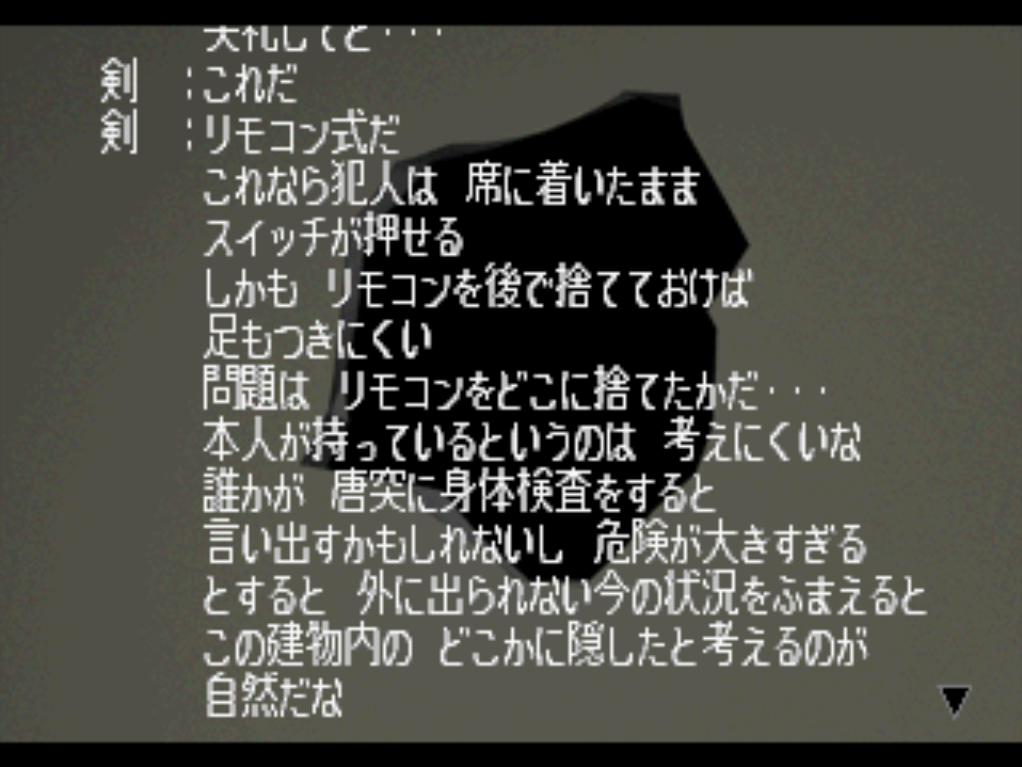 失礼してと・・・
剣　：これだ
剣　：リモコン式だ
これなら犯人は　席に着いたまま
スイッチが押せる
しかも　リモコンを後で捨てておけば
足もつきにくい
問題は　リモコンをどこに捨てたかだ・・・
本人が持っているというのは　考えにくいな
誰かが　唐突に身体検査をすると
言い出すかもしれないし　危険が大きすぎる
とすると　外に出られない今の状況をふまえると
この建物内の　どこかに隠したと考えるのが
自然だな